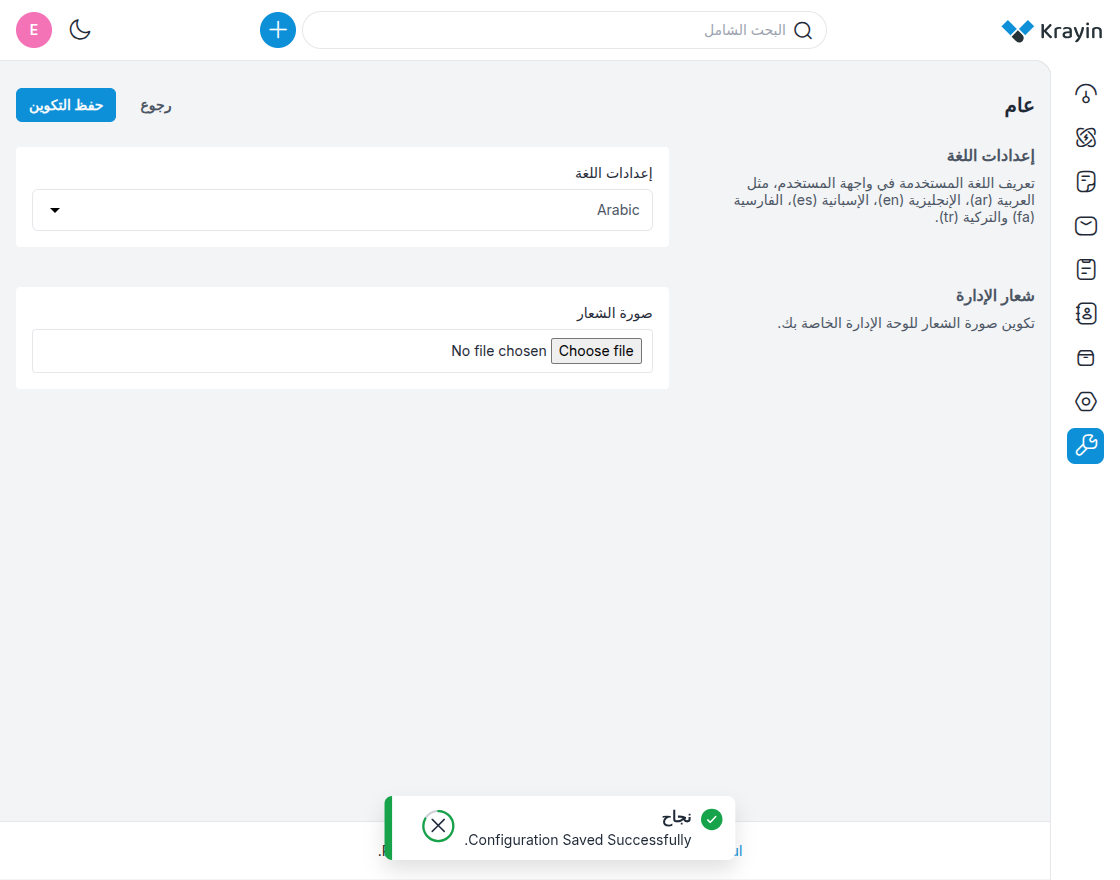 Krayin
البحث الشامل
E
عام
رجوع
حفظ التكوين
إعدادات اللغة
تعريف اللغة المستخدمة في واجهة المستخدم، مثل
العربية (ar)، الإنجليزية (en)، الإسبانية (es)، الفارسية
(fa) والتركية (tr).
إعدادات اللغة
Arabic
شعار الإدارة
تكوين صورة الشعار للوحة الإدارة الخاصة بك.
صورة الشعار
Choose file No file chosen
نجاح
Configuration Saved Successfully.